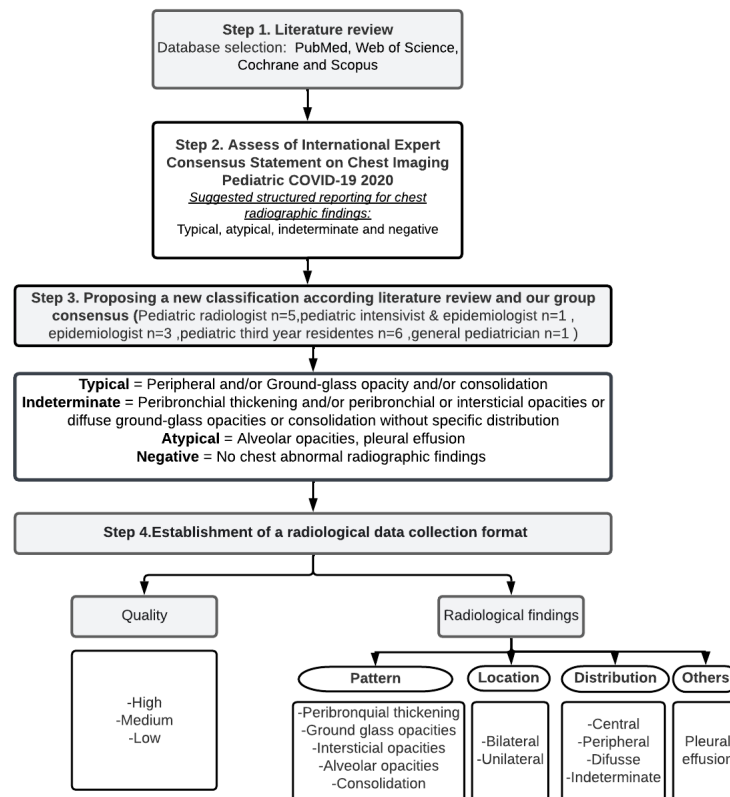 Step 1. Literature review
Database selection:  PubMed, Web of Science,
Cochrane and Scopus
Step 2. Assess of International Expert
Consensus Statement on Chest Imaging
Pediatric COVID-19 2020
Suggested structured reporting for chest
radiographic findings:
Typical, atypical, indeterminate and negative
Step 3. Proposing a new classification according literature review and our group
consensus (Pediatric radiologist n=5,pediatric intensivist & epidemiologist n=1 ,
epidemiologist n=3 ,pediatric third year residentes n=6 ,general pediatrician n=1 )
Typical = Peripheral and/or Ground-glass opacity and/or consolidation
Indeterminate = Peribronchial thickening and/or peribronchial or intersticial opacities or
diffuse ground-glass opacities or consolidation without specific distribution
Atypical = Alveolar opacities, pleural effusion
Negative = No chest abnormal radiographic findings
Step 4.Establishment of a radiological data collection format
Quality
-High
-Medium
-Low
Radiological findings
Pattern
-Peribronquial thickening
-Ground glass opacities
-Intersticial opacities
-Alveolar opacities
-Consolidation
Location
-Bilateral
-Unilateral
Distribution
-Central
-Peripheral
-Difusse
-Indeterminate
Others
Pleural
effusion